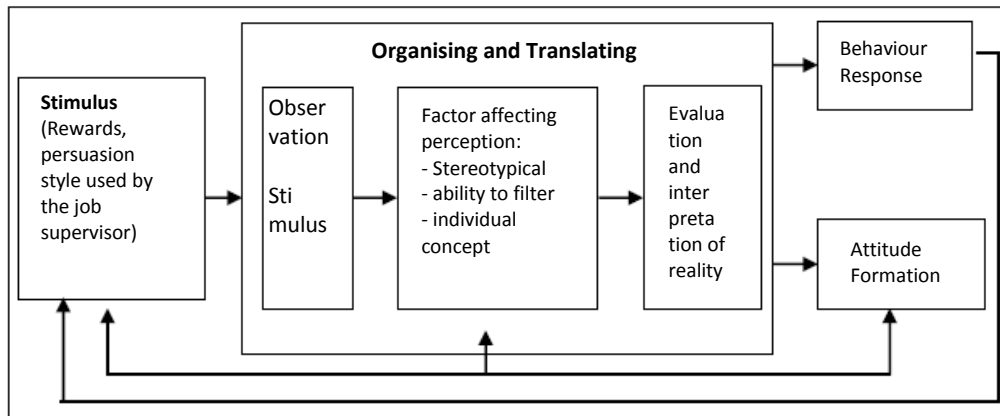 Organising and Translating
Stimulus
(Rewards,
persuasion
style used by
the job
supervisor)
Obser
vation
Sti
mulus
Factor affecting
perception:
- Stereotypical
- ability to filter
- individual
concept
Evalua
tion
and
inter
preta
tion of
reality
Behaviour
Response
Attitude
Formation